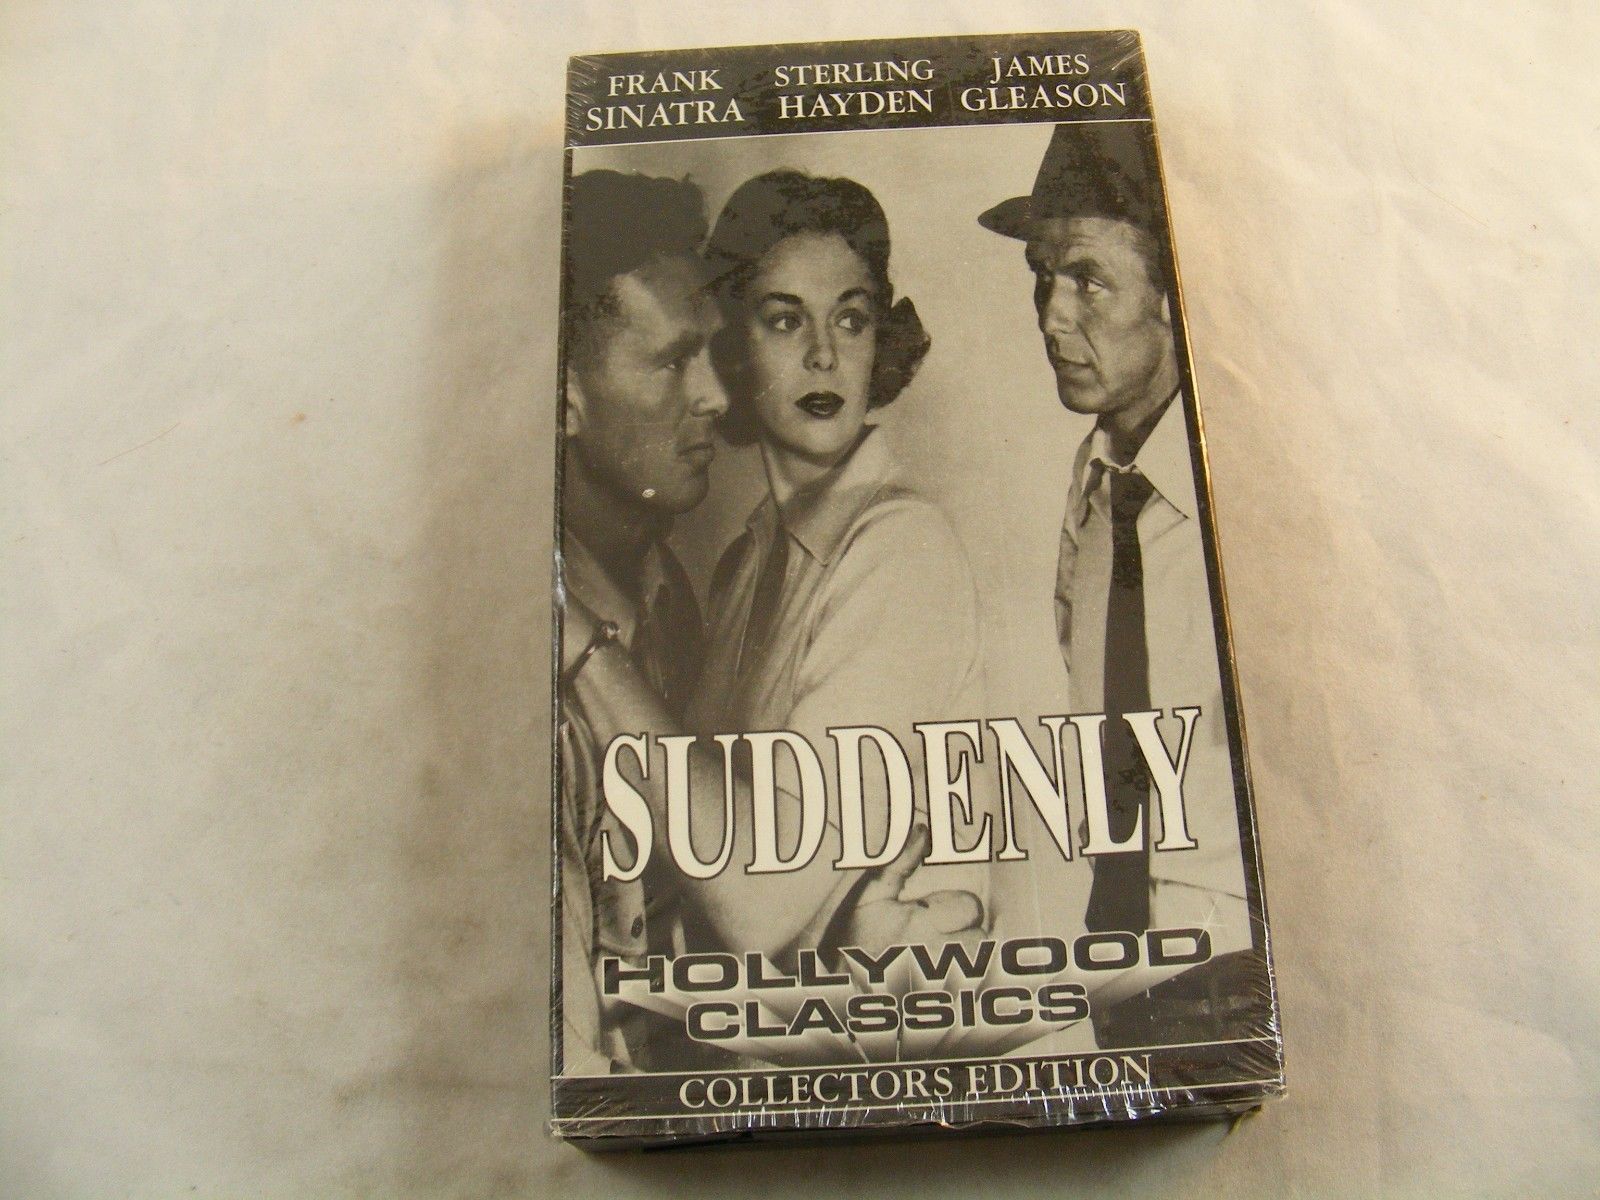 FRANK STERLING JAMES
SINATRA HAYDEN GLEASON
SUDDENLY
HOLLYWOOD
CLASSICS
COLLECTORS EDITION